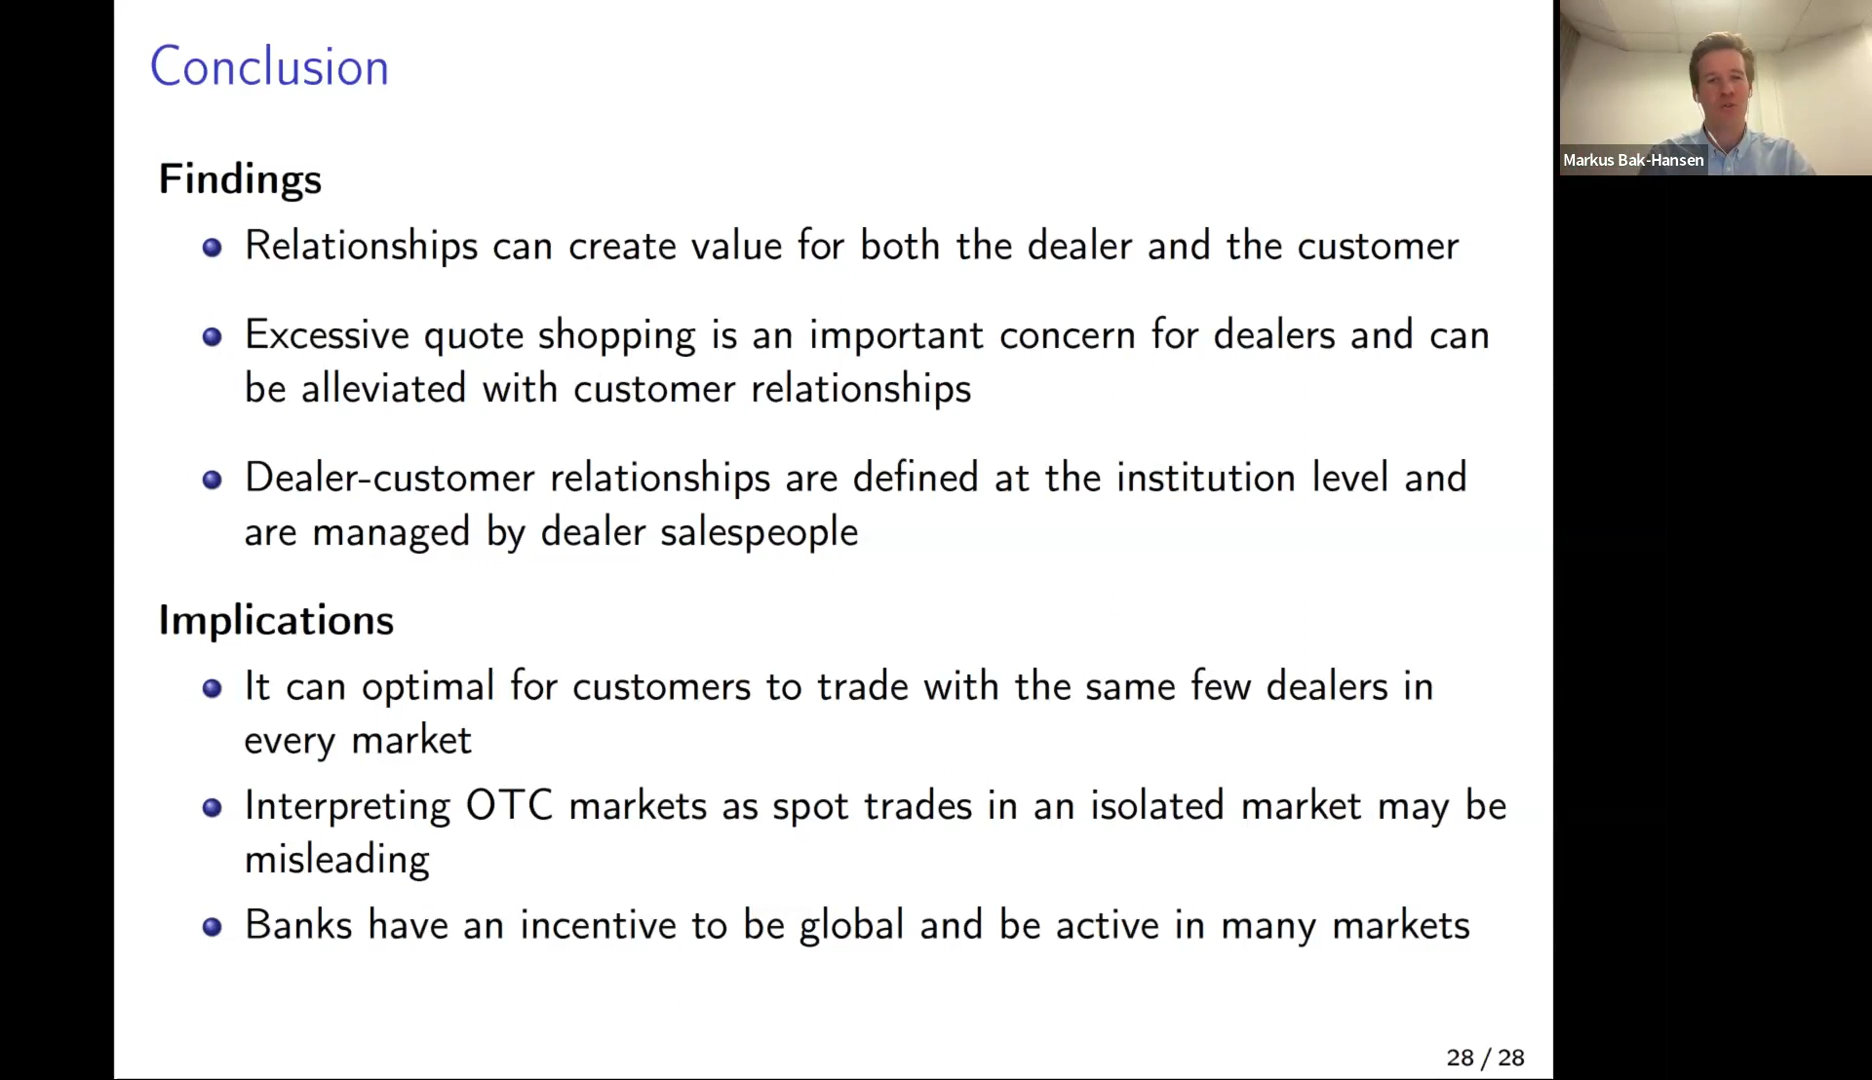 Conclusion
Findings
Relationships can create value for both the dealer and the customer
Excessive quote shopping is an important concern for dealers and can
be alleviated with customer relationships
Dealer-customer relationships are defined at the institution level and
are managed by dealer salespeople
Implications
It can optimal for customers to trade with the same few dealers in
every market
Interpreting OTC markets as spot trades in an isolated market may be
misleading
Banks have an incentive to be global and be active in many markets
28 / 28
Markus Bak-Hansen